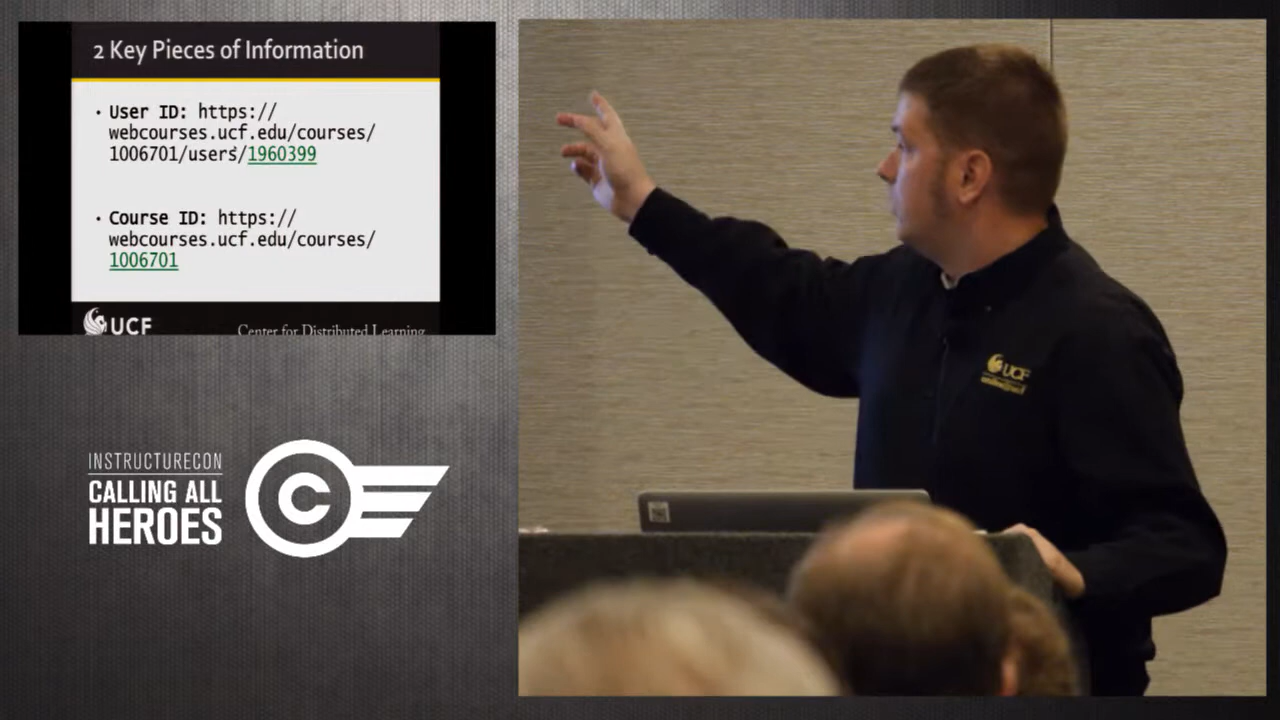 2 Key Pieces of Information
• User ID: https://
webcourses.ucf.edu/courses/
1006701/users/1960399
• Course ID: https://
webcourses.ucf.edu/courses/
1006701
UCF
Center for Distributed Learning
INSTRUCTURECON
CALLING ALL
HEROES
C
UCF